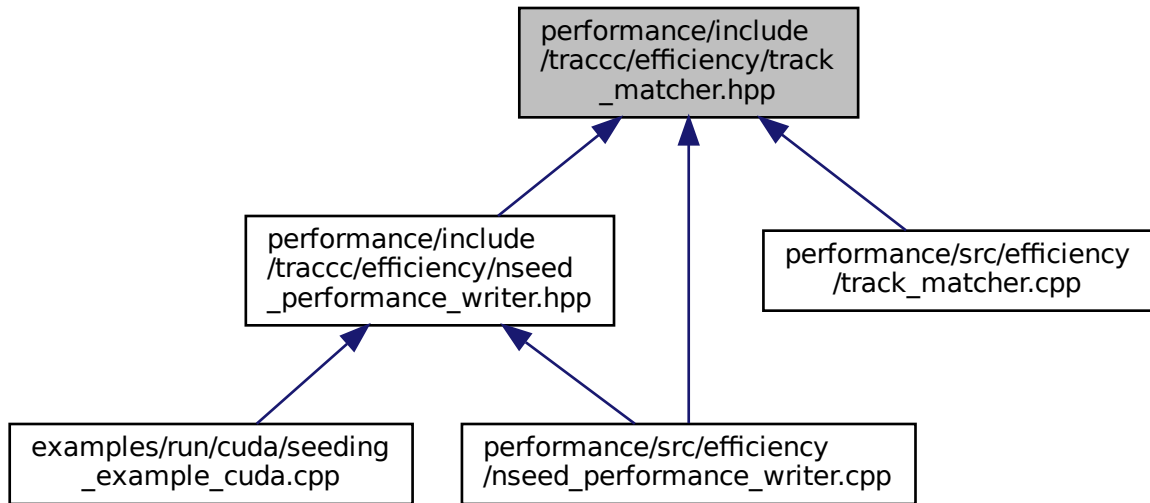 performance/include
/traccc/efficiency/track
_matcher.hpp
performance/include
/traccc/efficiency/nseed
_performance_writer.hpp
performance/src/efficiency
/track_matcher.cpp
examples/run/cuda/seeding
_example_cuda.cpp
performance/src/efficiency
/nseed_performance_writer.cpp